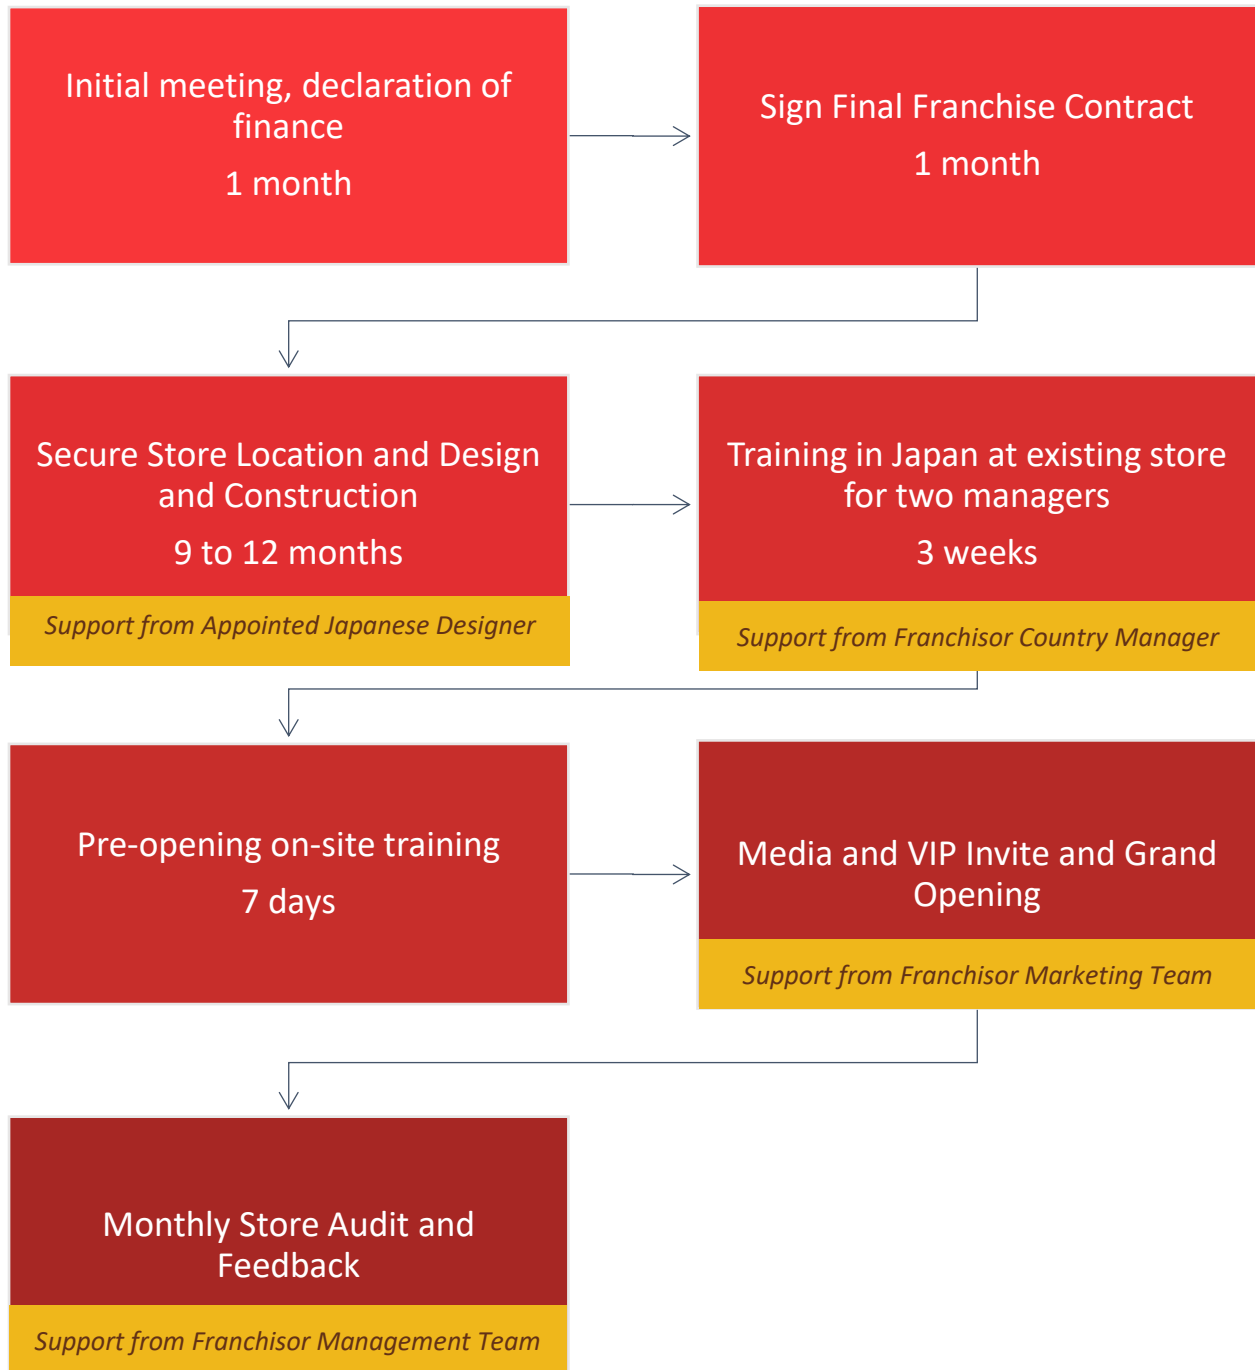 Initial meeting, declaration of
finance
1 month
Sign Final Franchise Contract
1 month
Secure Store Location and Design
and Construction
9 to 12 months
Support from Appointed Japanese Designer
Training in Japan at existing store
for two managers
3 weeks
Support from Franchisor Country Manager
Pre-opening on-site training
7 days
Media and VIP Invite and Grand
Opening
Support from Franchisor Marketing Team
Monthly Store Audit and
Feedback
Support from Franchisor Management Team